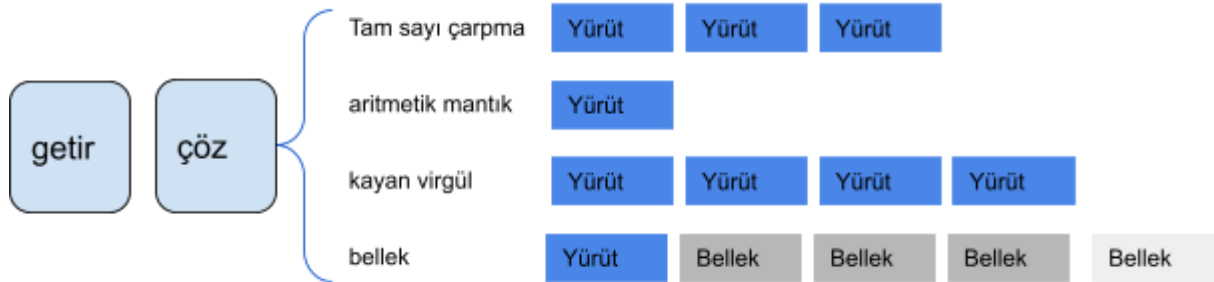 getir
çöz
Tam sayı çarpma Yürüt Yürüt Yürüt
aritmetik mantık Yürüt
kayan virgül Yürüt Yürüt Yürüt Yürüt
bellek Yürüt Bellek Bellek Bellek Bellek